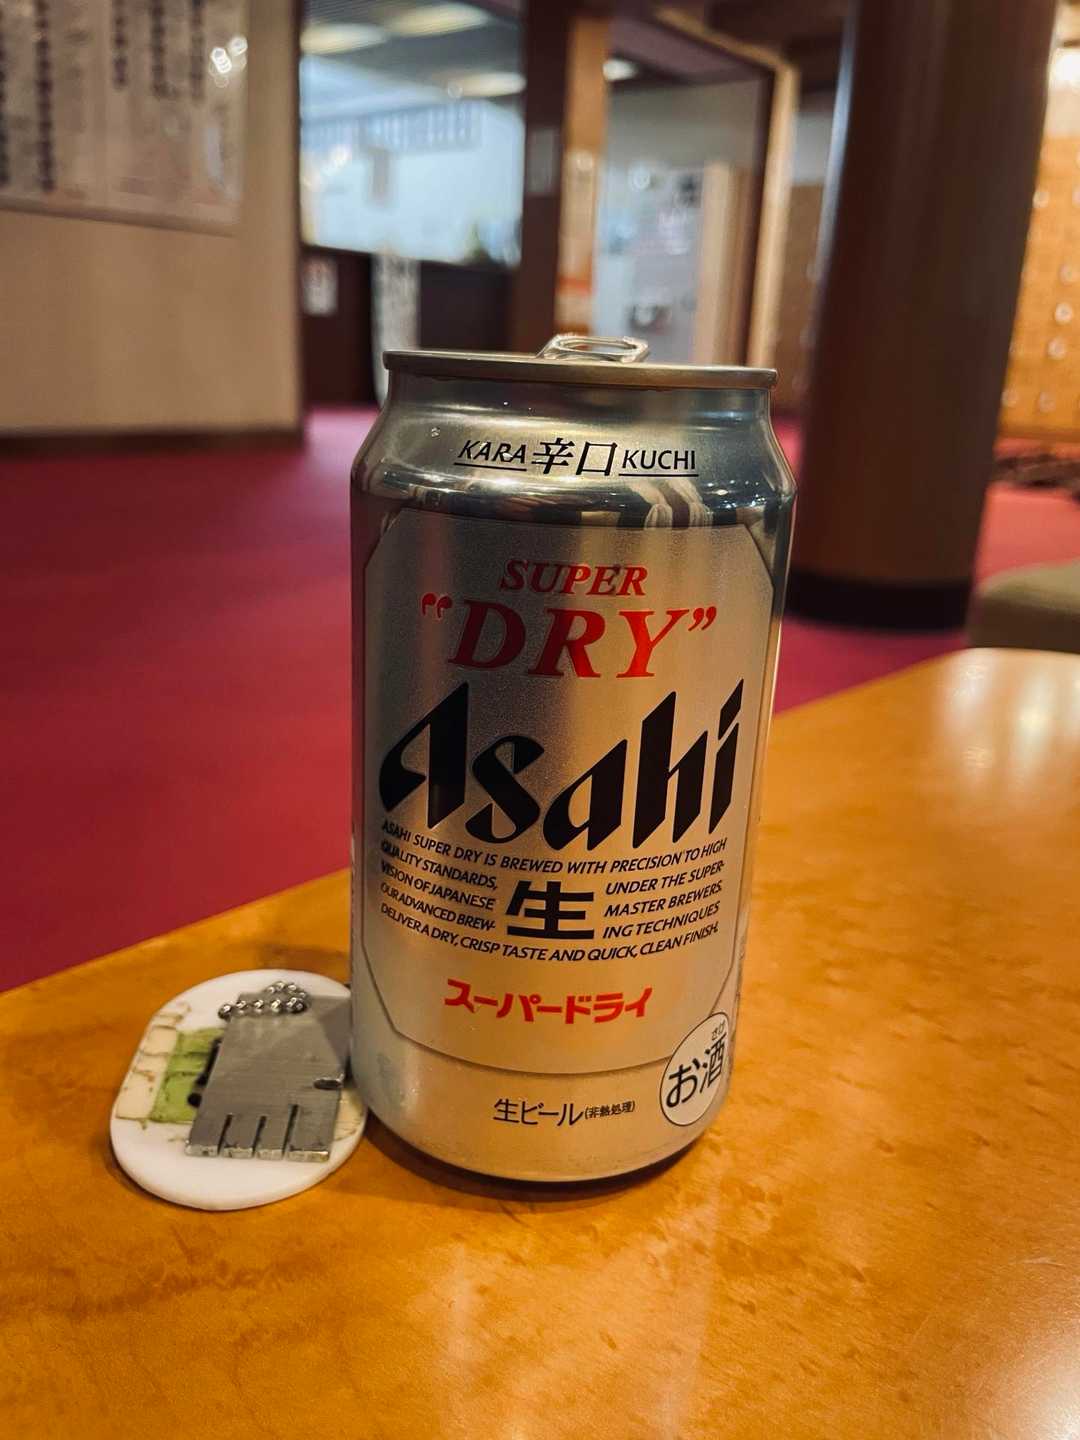 KARA 辛口 KUCHI
SUPER
“DRY”
Asahi
ASAHI SUPER DRY IS BREWED WITH PRECISION TO HIGH
QUALITY STANDARDS, UNDER THE SUPER-
VISION OF JAPANESE MASTER BREWERS.
OUR ADVANCED BREW- ING TECHNIQUES
生
DELIVER A DRY, CRISP TASTE AND QUICK, CLEAN FINISH.
スーパードライ
さけ
お酒
生ビール(非熱処理)